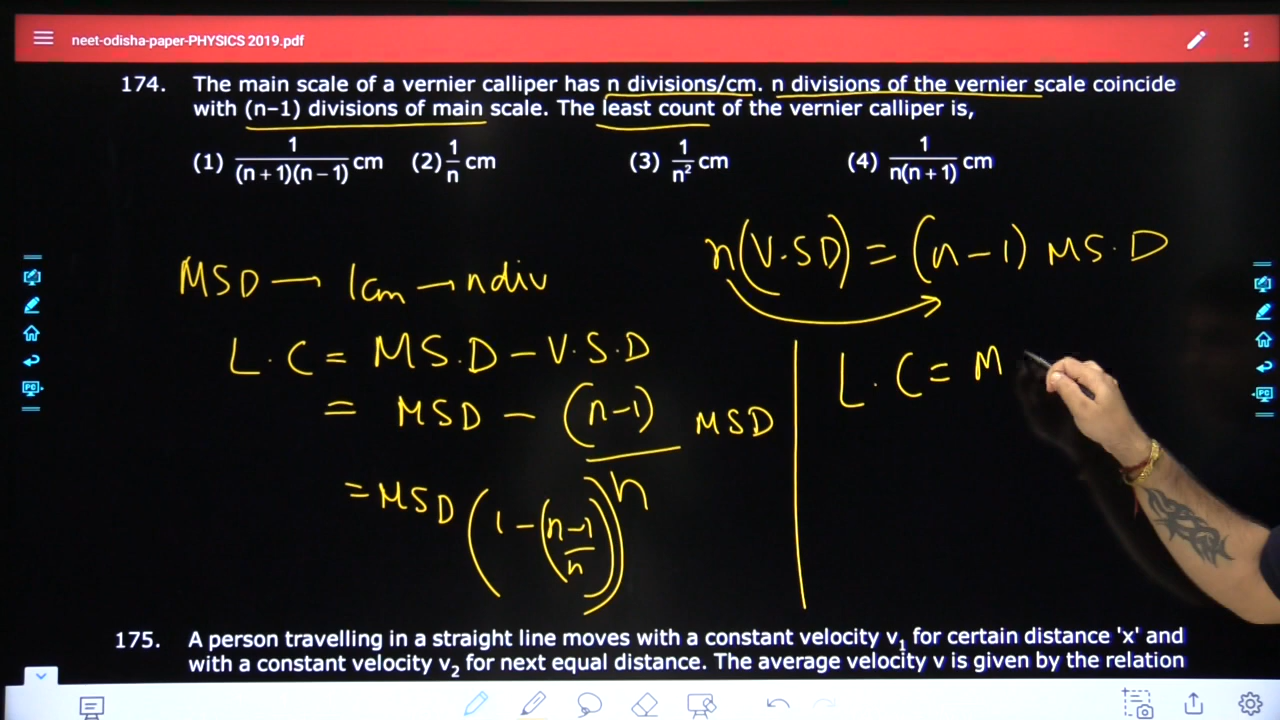 neet-odisha-paper-PHYSICS 2019.pdf
174. The main scale of a vernier calliper has n divisions/cm. n divisions of the vernier scale coincide
with (n−1) divisions of main scale. The least count of the vernier calliper is,
(1) 1/((n + 1)(n − 1)) cm (2) 1/n cm (3) 1/n² cm (4) 1/(n(n + 1)) cm
n(V.SD) = (n−1) MS.D
MSD → 1cm → n div
L.C = MS.D − V.S.D
= MSD − (n−1)/n MSD
= MSD (1 − (n−1/n))
L.C = M
175. A person travelling in a straight line moves with a constant velocity v₁ for certain distance 'x' and
with a constant velocity v₂ for next equal distance. The average velocity v is given by the relation